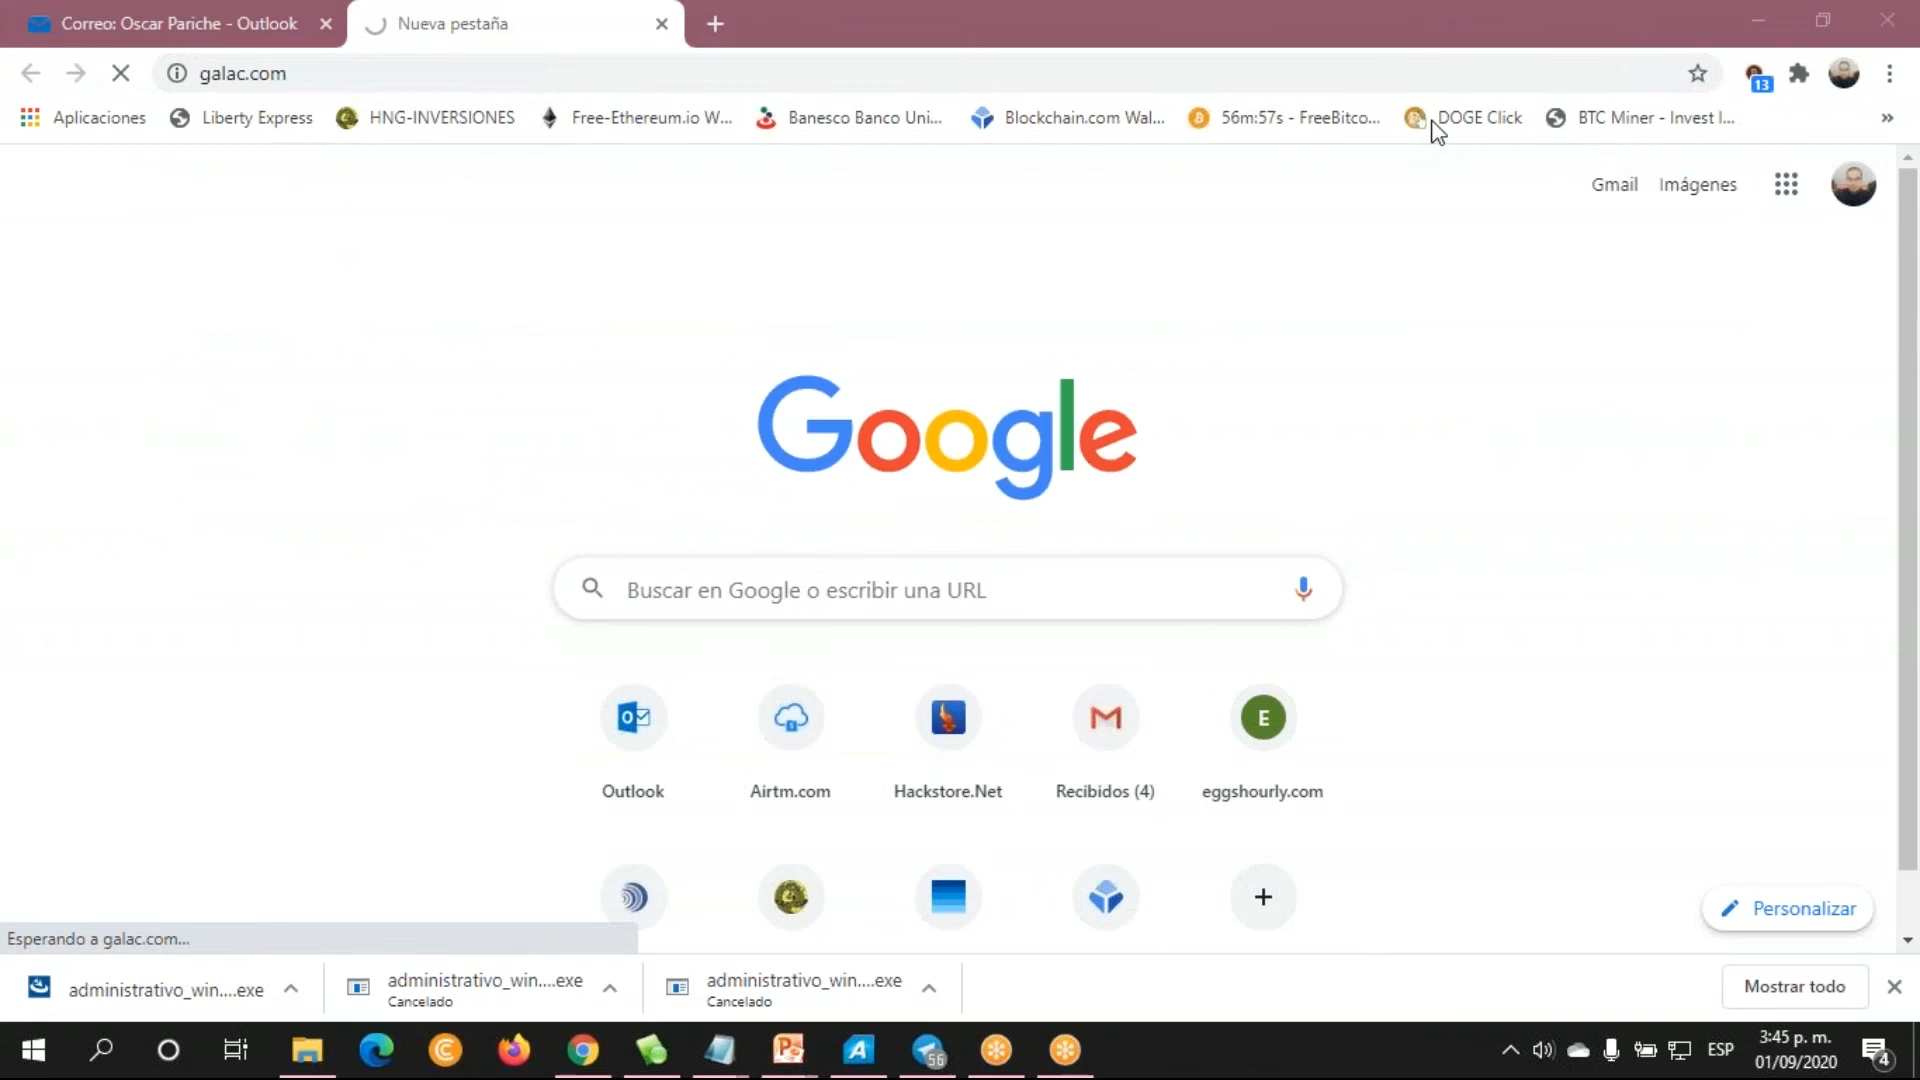 Correo: Oscar Pariche - Outlook
Nueva pestaña
galac.com
13
Aplicaciones
Liberty Express
HNG-INVERSIONES
Free-Ethereum.io W...
Banesco Banco Uni...
Blockchain.com Wal...
56m:57s - FreeBitco...
DOGE Click
BTC Miner - Invest I...
»
Gmail
Imágenes
Google
Buscar en Google o escribir una URL
Outlook
Airtm.com
Hackstore.Net
Recibidos (4)
E
eggshourly.com
Personalizar
Esperando a galac.com...
administrativo_win....exe
administrativo_win....exe
Cancelado
administrativo_win....exe
Cancelado
Mostrar todo
56
ESP
3:45 p. m.
01/09/2020
4